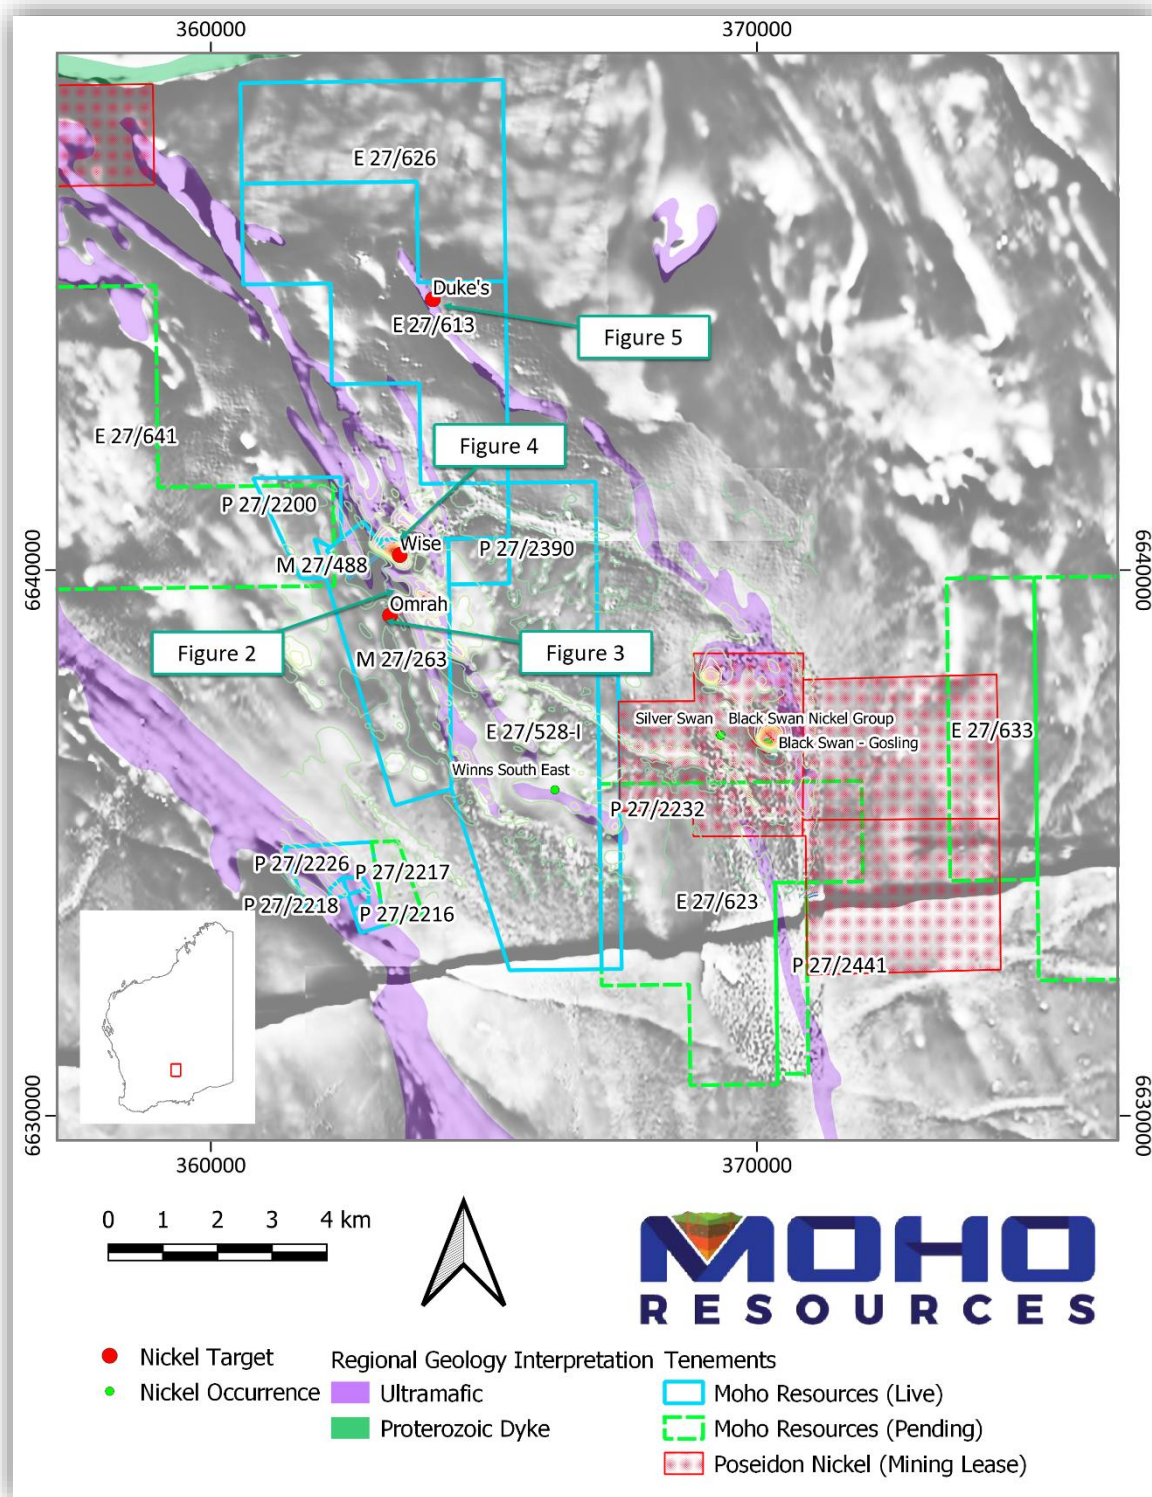 360000
370000
E 27/626
Duke's
E 27/613
Figure 5
E 27/641
Figure 4
P 27/2200
Wise
P 27/2390
M 27/488
6640000
6640000
Omrah
Figure 2
Figure 3
M 27/263
Silver Swan
Black Swan Nickel Group
E 27/528-I
E 27/633
Black Swan - Gosling
Winns South East
P 27/2232
P 27/2226
P 27/2217
P 27/2218
P 27/2216
E 27/623
P 27/2441
6630000
6630000
360000
370000
0 1 2 3 4 km
MOHO
RESOURCES
Nickel Target
Nickel Occurrence
Regional Geology Interpretation
Ultramafic
Proterozoic Dyke
Tenements
Moho Resources (Live)
Moho Resources (Pending)
Poseidon Nickel (Mining Lease)